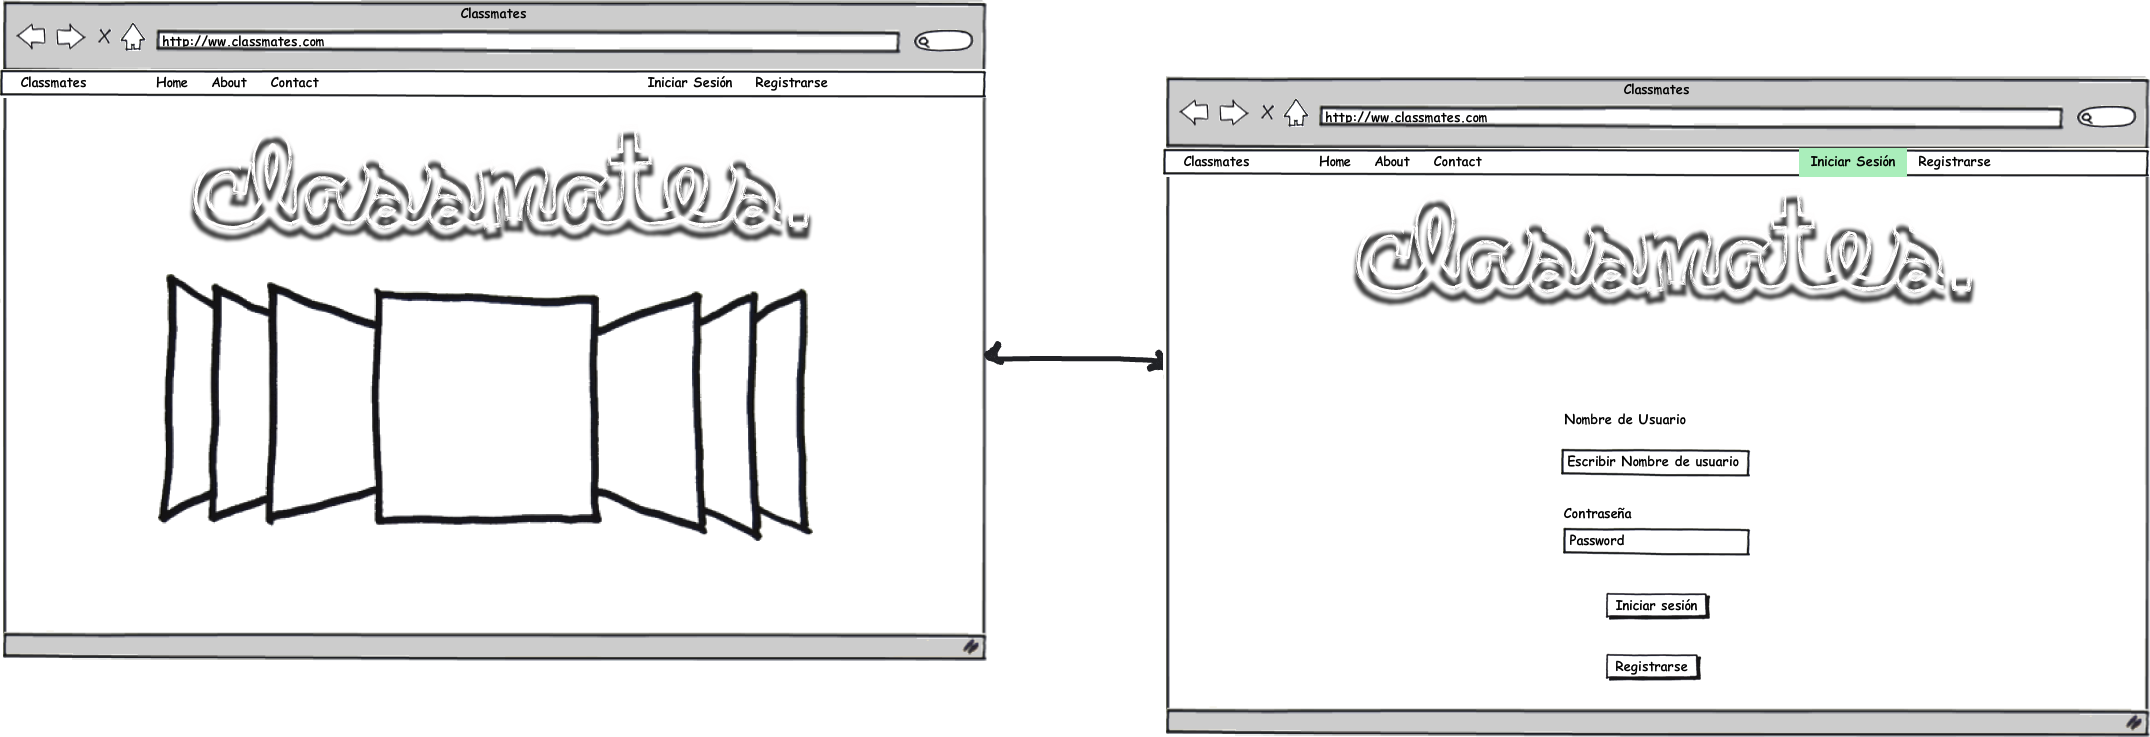 Classmates
http://ww.classmates.com
Classmates Home About Contact Iniciar Sesión Registrarse
classmates.
Classmates
http://ww.classmates.com
Classmates Home About Contact Iniciar Sesión Registrarse
classmates.
Nombre de Usuario
Escribir Nombre de usuario
Contraseña
Password
Iniciar sesión
Registrarse